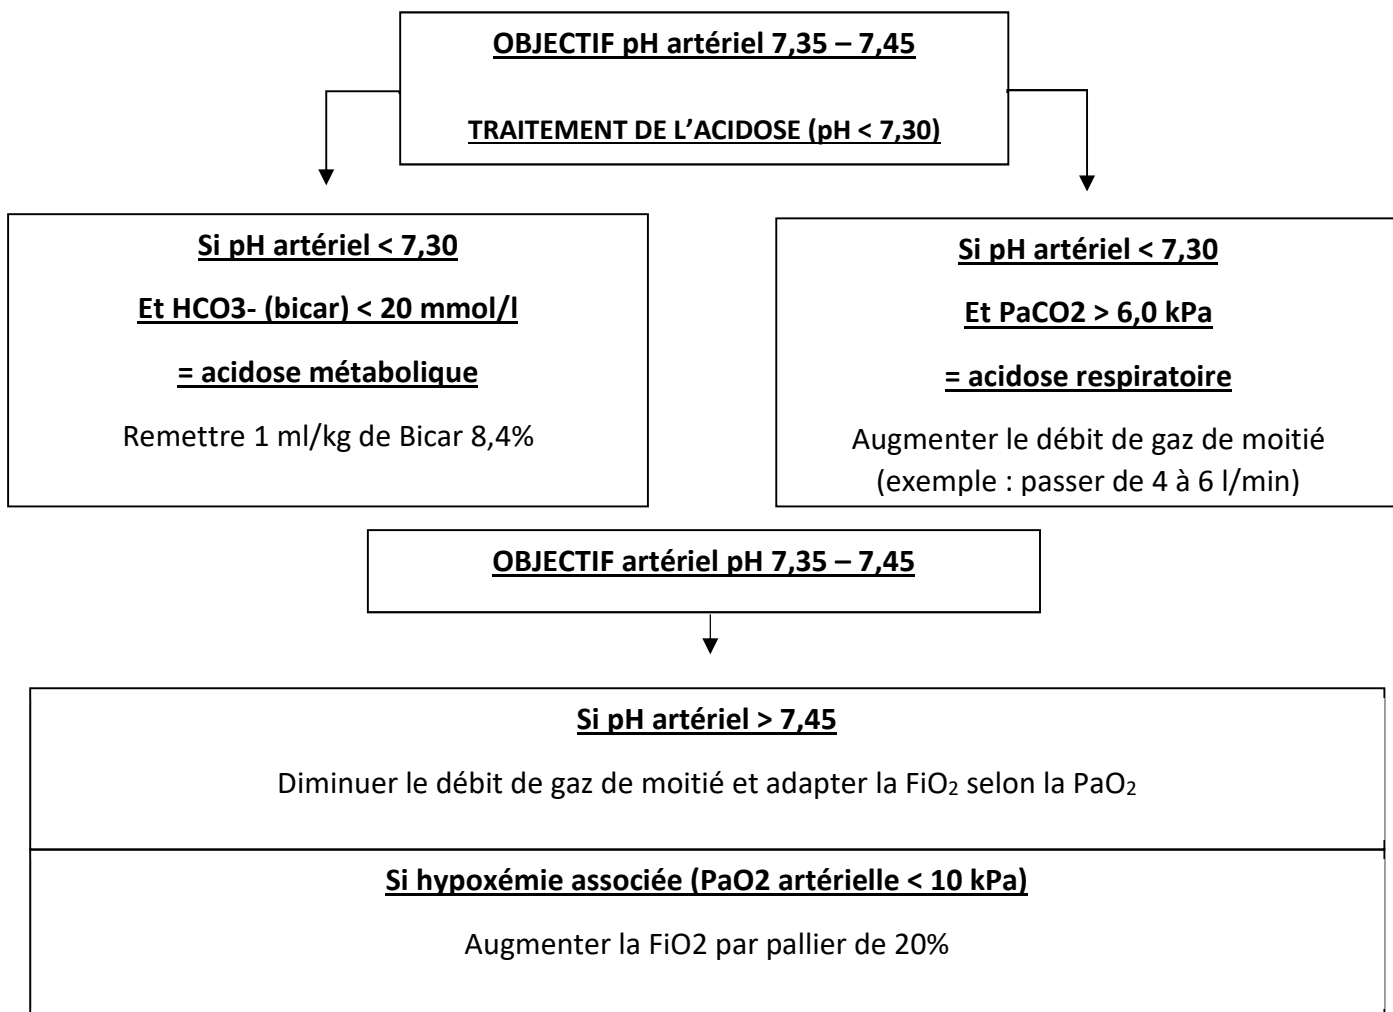 OBJECTIF pH artériel 7,35 – 7,45
TRAITEMENT DE L’ACIDOSE (pH < 7,30)
Si pH artériel < 7,30
Et HCO3- (bicar) < 20 mmol/l
= acidose métabolique
Remettre 1 ml/kg de Bicar 8,4%
Si pH artériel < 7,30
Et PaCO2 > 6,0 kPa
= acidose respiratoire
Augmenter le débit de gaz de moitié
(exemple : passer de 4 à 6 l/min)
OBJECTIF artériel pH 7,35 – 7,45
Si pH artériel > 7,45
Diminuer le débit de gaz de moitié et adapter la FiO₂ selon la PaO₂
Si hypoxémie associée (PaO2 artérielle < 10 kPa)
Augmenter la FiO2 par pallier de 20%